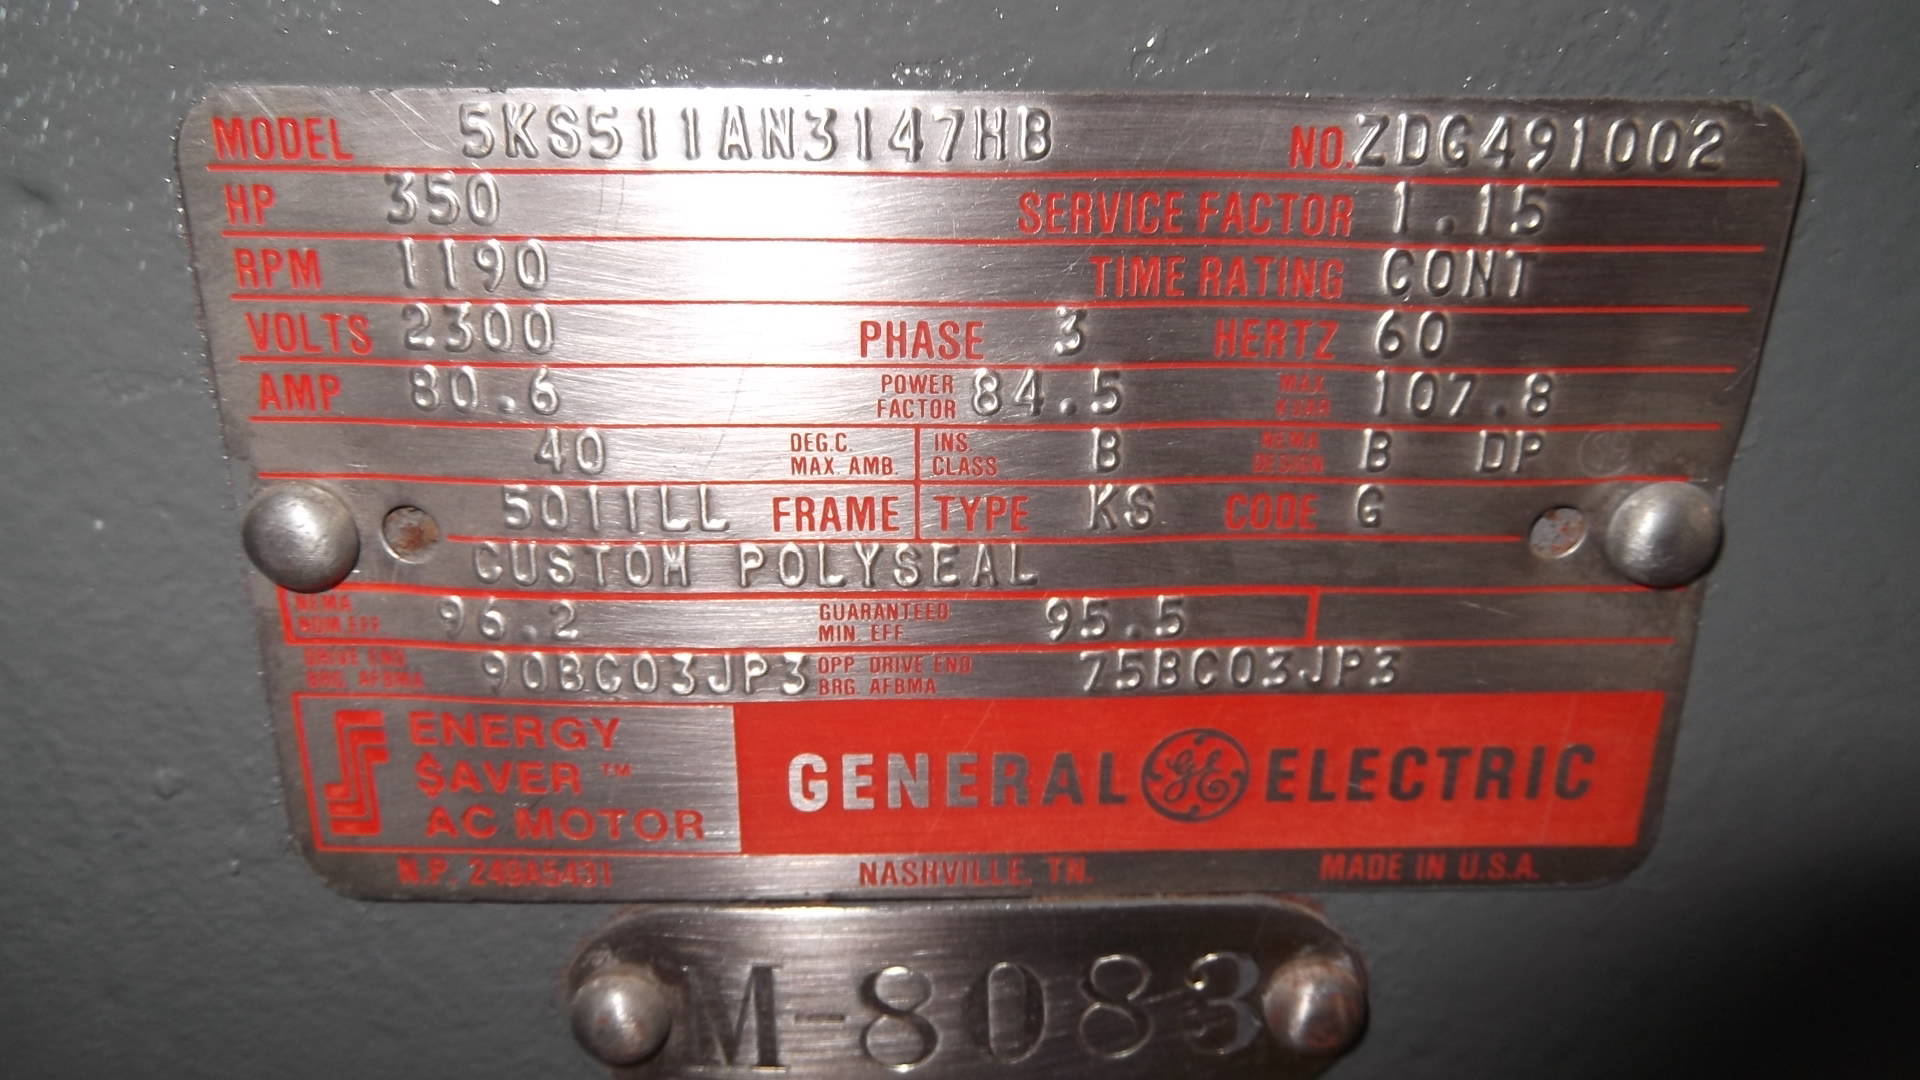 MODEL 5KS511AN3147HB NO. ZDG491002
HP 350 SERVICE FACTOR 1.15
RPM 1190 TIME RATING CONT
VOLTS 2300 PHASE 3 HERTZ 60
AMP 80.6 POWER FACTOR 84.5 MAX. KVAR 107.8
40 DEG.C. MAX. AMB. INS. CLASS B NEMA DESIGN B DP
5011LL FRAME TYPE KS CODE G
CUSTOM POLYSEAL
NEMA NOM.EFF. 96.2 GUARANTEED MIN. EFF. 95.5
DRIVE END BRG. AFBMA 90BC03JP3 OPP. DRIVE END BRG. AFBMA 75BC03JP3
ENERGY
$AVER ™
AC MOTOR
GENERAL GE ELECTRIC
N.P. 249A5431 NASHVILLE, TN. MADE IN U.S.A.
M-8083